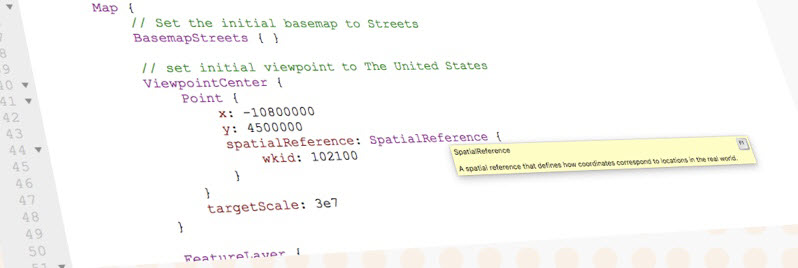 Map {
// Set the initial basemap to Streets
BasemapStreets { }
// set initial viewpoint to The United States
ViewpointCenter {
40
Point {
41
x: -10800000
42
y: 4500000
43
spatialReference: SpatialReference {
44
wkid: 102100
45
}
46
}
47
targetScale: 3e7
48
}
49
FeatureLayer {
50
51
SpatialReference
A spatial reference that defines how coordinates correspond to locations in the real world.